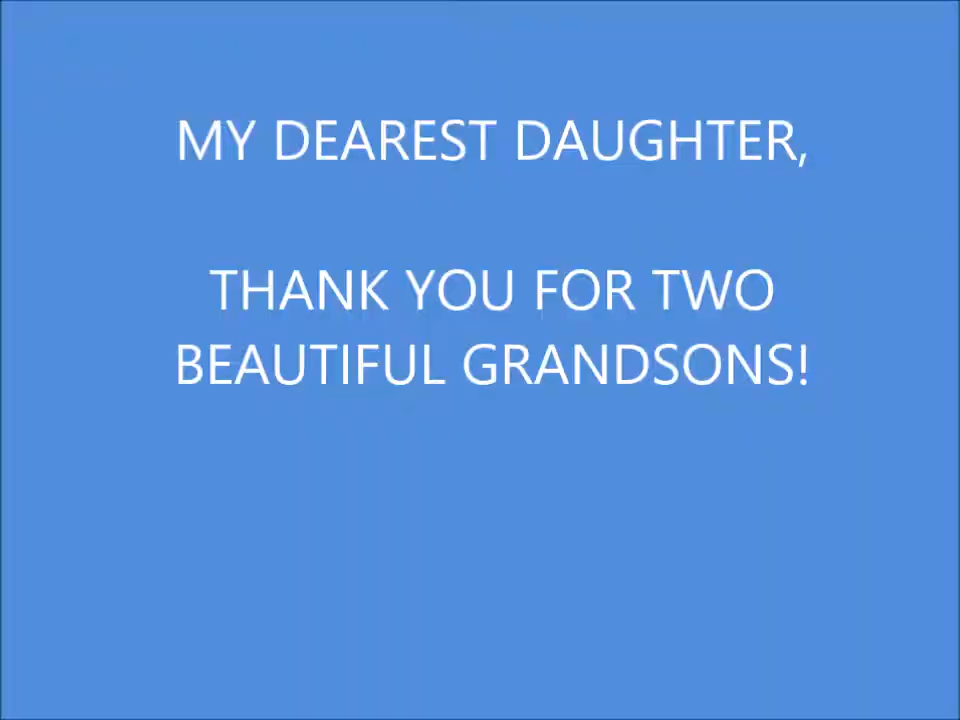 MY DEAREST DAUGHTER,
THANK YOU FOR TWO
BEAUTIFUL GRANDSONS!